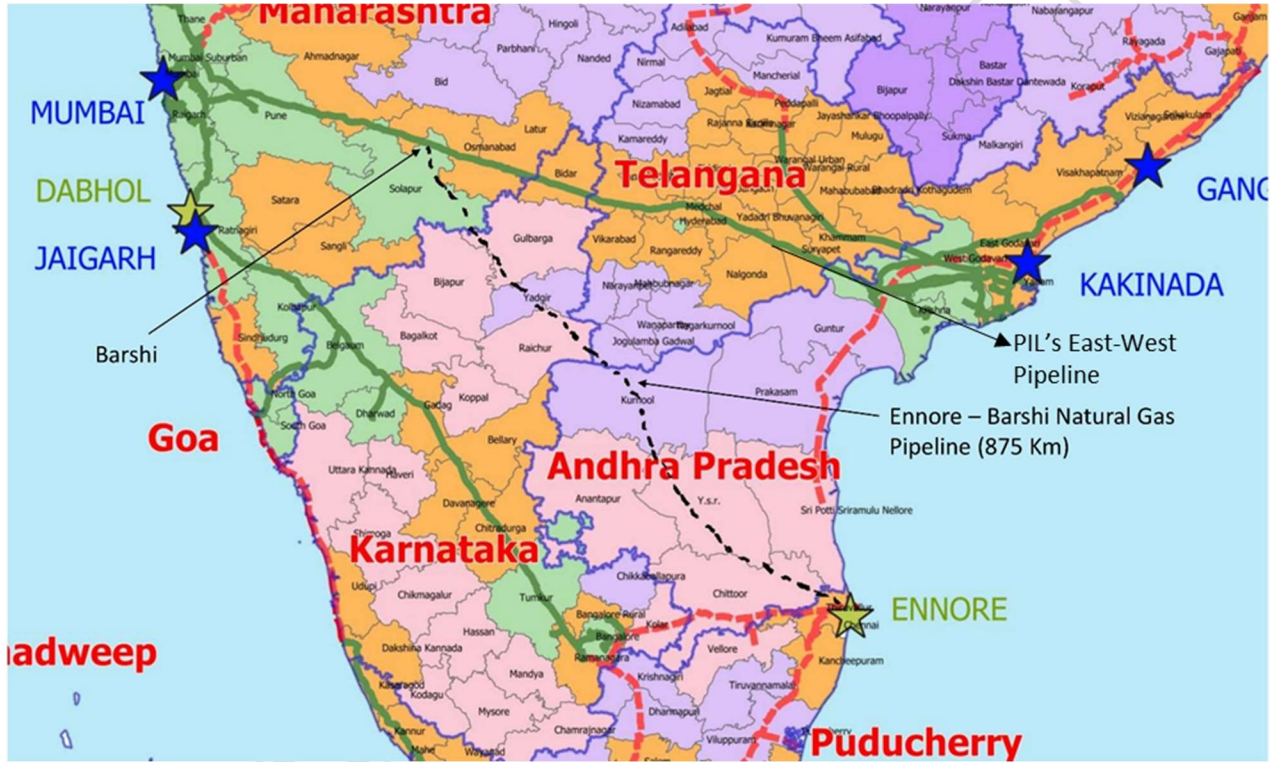 Maharashtra
Thane
Hingoli
Adilabad
Narayanpur
Nabarangapur
Ganjam
Rayagada
Gajapati
Mumbai Suburban
Ahmadnagar
Parbhani
Nanded
Nirmal
Kumuram Bheem Asifabad
Mancherial
Bastar
Dakshin Bastar Dantewada
Koraput
Bid
Bijapur
MUMBAI
Raigarh
Pune
Jagtial
Nizamabad
Peddapalli
Jayashankar Bhoopalpally
Rajanna
Vizianagaram
Srikakulam
Kamareddy
Latur
Osmanabad
Mulugu
Sukma
Malkangiri
Warangal Urban
Warangal Rural
Bidar
Telangana
Visakhapatnam
DABHOL
Solapur
Satara
Mahabubabad
Bhadradri Kothagudem
GANG
Medchal
Hyderabad
Yadadri Bhuvanagiri
Ratnagiri
Sangli
Gulbarga
Vikarabad
Rangareddy
Khammam
Suryapet
East Godavari
West Godavari
JAIGARH
Nalgonda
Yanam
KAKINADA
Bijapur
Yadgir
Narayanpet
Mahbubnagar
Kolhapur
Krishna
Sindhudurg
Belgaum
Bagalkot
Raichur
Wanaparthy
Nagarkurnool
Jogulamba Gadwal
Guntur
PIL’s East-West
Pipeline
Barshi
North Goa
Koppal
Kurnool
Prakasam
Gadag
Dharwad
Ennore – Barshi Natural Gas
Pipeline (875 Km)
Goa
South Goa
Bellary
Uttara Kannada
Haveri
Andhra Pradesh
Anantapur
Y.s.r.
Davanagere
Sri Potti Sriramulu Nellore
Chitradurga
Shimoga
Karnataka
Udupi
Chikmagalur
Tumkur
Chikkaballapura
Chittoor
Bangalore Rural
Kolar
Chennai
ENNORE
Hassan
Bangalore
Ramanagara
Dakshina Kannada
Vellore
Kancheepuram
adweep
Mandya
Krishnagiri
Tiruvannamalai
Kasaragod
Kodagu
Mysore
Dharmapuri
Chamrajnagar
Kannur
Viluppuram
Puducherry
Mahe
Wayanad
Salem